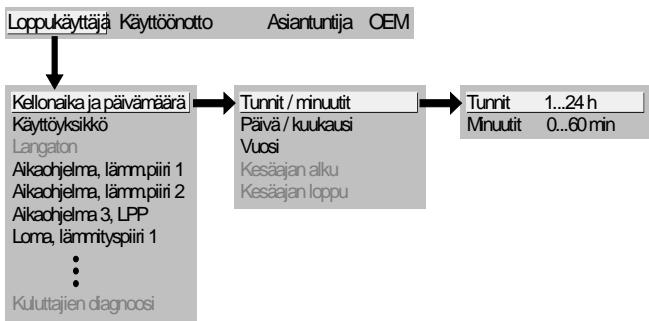 Loppukäyttäjä Käyttöönotto Asiantuntija OEM
Kellonaika ja päivämäärä
Käyttöyksikkö
Langaton
Aikaohjelma, lämm.piiri 1
Aikaohjelma, lämm.piiri 2
Aikaohjelma 3, LPP
Loma, lämmityspiiri 1
Kuluttajien diagnoosi
Tunnit / minuutit
Päivä / kuukausi
Vuosi
Kesäajan alku
Kesäajan loppu
Tunnit 1...24 h
Minuutit 0...60 min